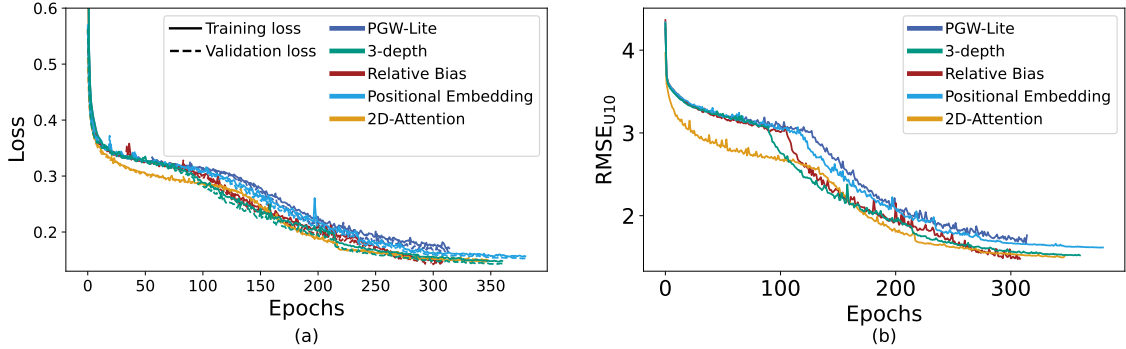 0.6
0.5
0.4
0.3
0.2
Loss
0 50 100 150 200 250 300 350
Epochs
Training loss
Validation loss
PGW-Lite
3-depth
Relative Bias
Positional Embedding
2D-Attention
(a)
4
3
2
RMSE_U10
0 100 200 300
Epochs
PGW-Lite
3-depth
Relative Bias
Positional Embedding
2D-Attention
(b)